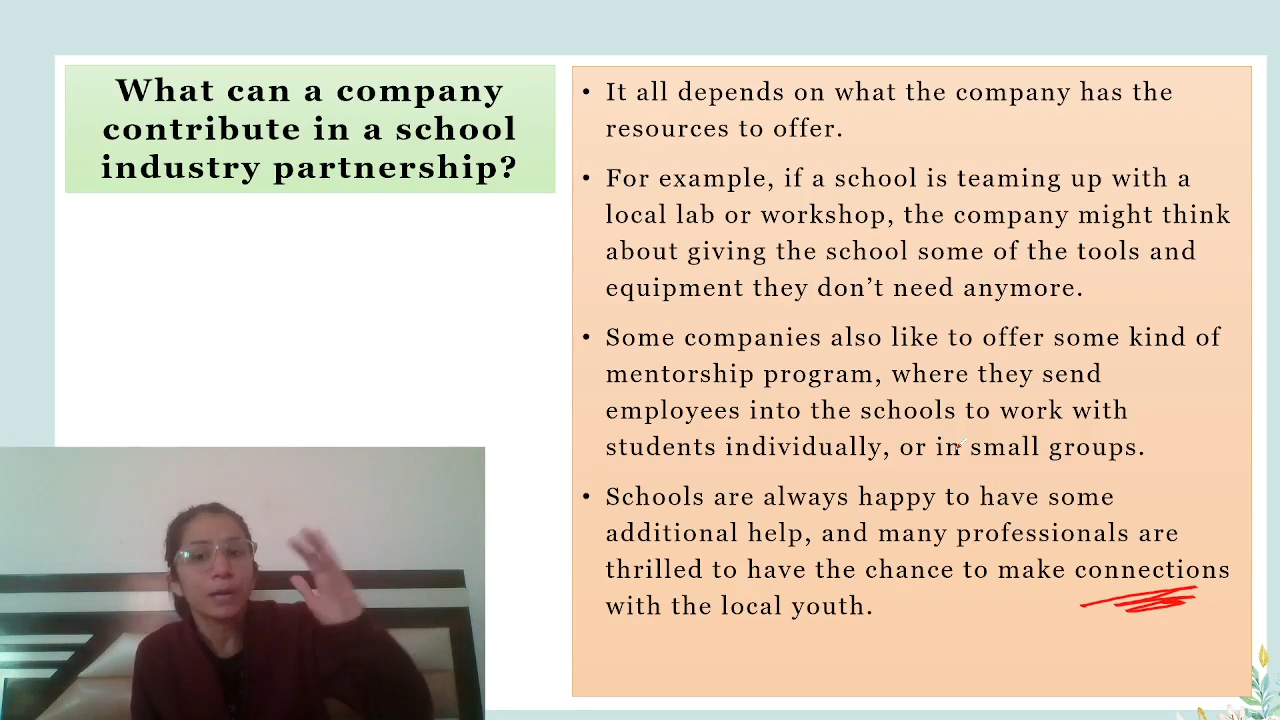 What can a company
contribute in a school
industry partnership?
• It all depends on what the company has the
resources to offer.
• For example, if a school is teaming up with a
local lab or workshop, the company might think
about giving the school some of the tools and
equipment they don’t need anymore.
• Some companies also like to offer some kind of
mentorship program, where they send
employees into the schools to work with
students individually, or in small groups.
• Schools are always happy to have some
additional help, and many professionals are
thrilled to have the chance to make connections
with the local youth.